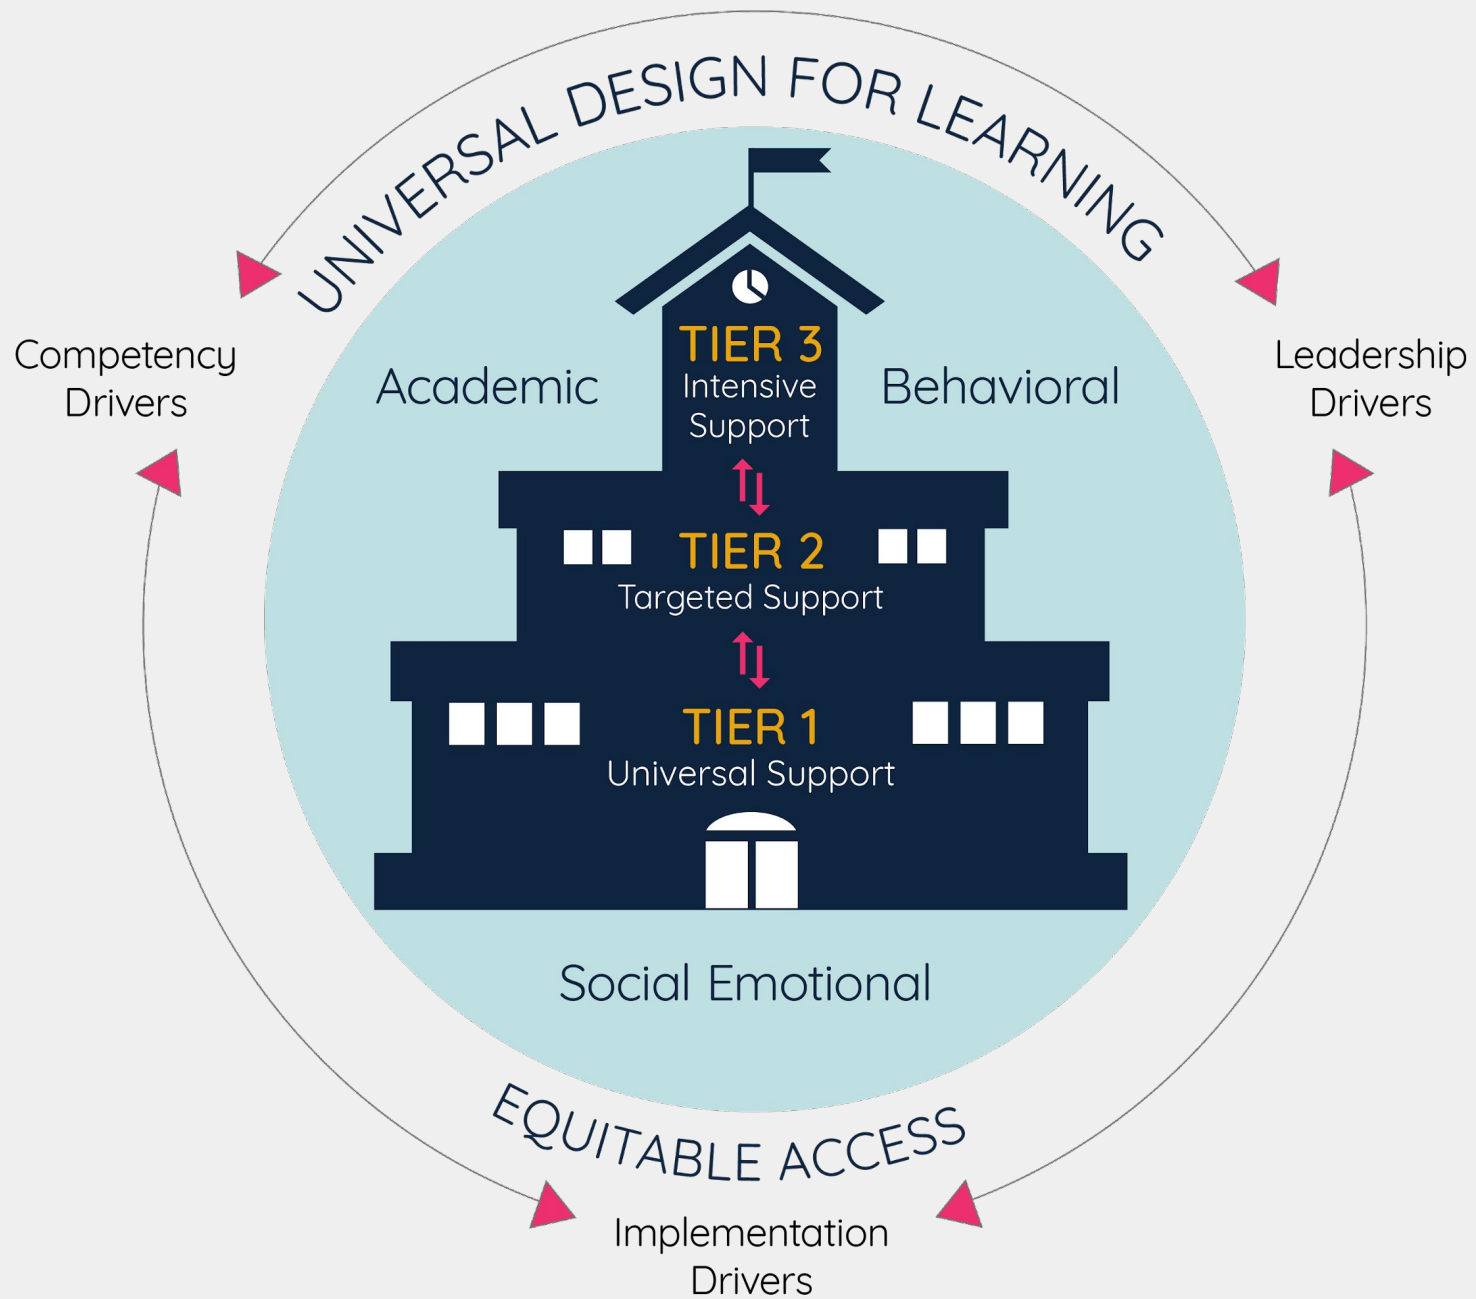 UNIVERSAL DESIGN FOR LEARNING
Competency
Drivers
Leadership
Drivers
Academic
Behavioral
TIER 3
Intensive
Support
TIER 2
Targeted Support
TIER 1
Universal Support
Social Emotional
EQUITABLE ACCESS
Implementation
Drivers